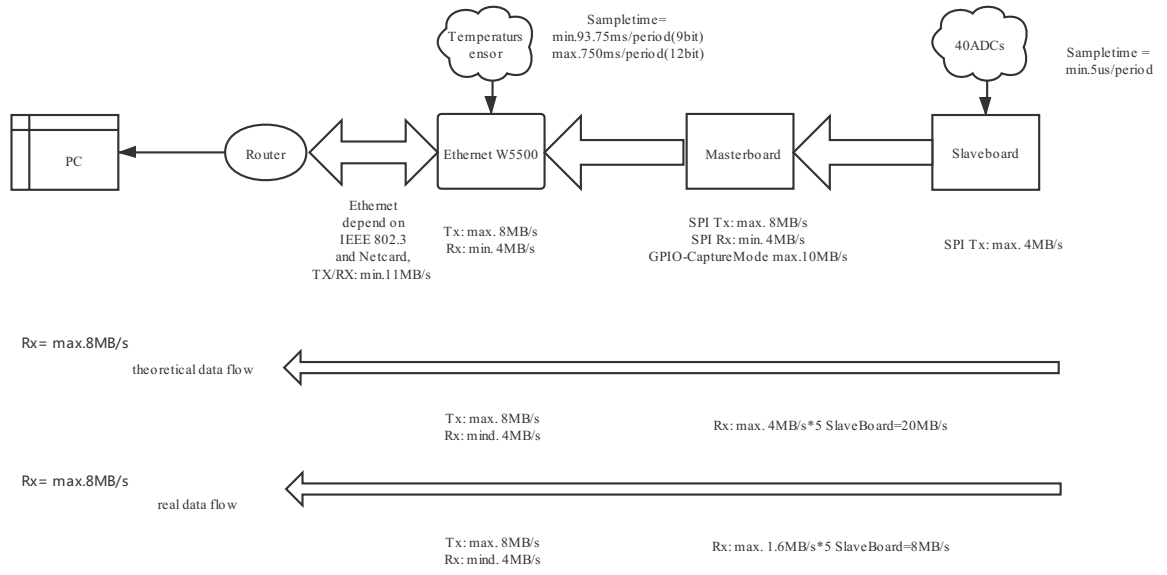 Temperaturs
ensor
Sampletime=
min.93.75ms/period(9bit)
max.750ms/period(12bit)
40ADCs
Sampletime =
min.5us/period
PC
Router
Ethernet W5500
Masterboard
Slaveboard
Ethernet
depend on
IEEE 802.3
and Netcard,
TX/RX: min.11MB/s
Tx: max. 8MB/s
Rx: min. 4MB/s
SPI Tx: max. 8MB/s
SPI Rx: min. 4MB/s
GPIO-CaptureMode max.10MB/s
SPI Tx: max. 4MB/s
Rx= max.8MB/s
theoretical data flow
Tx: max. 8MB/s
Rx: mind. 4MB/s
Rx: max. 4MB/s*5 SlaveBoard=20MB/s
Rx= max.8MB/s
real data flow
Tx: max. 8MB/s
Rx: mind. 4MB/s
Rx: max. 1.6MB/s*5 SlaveBoard=8MB/s